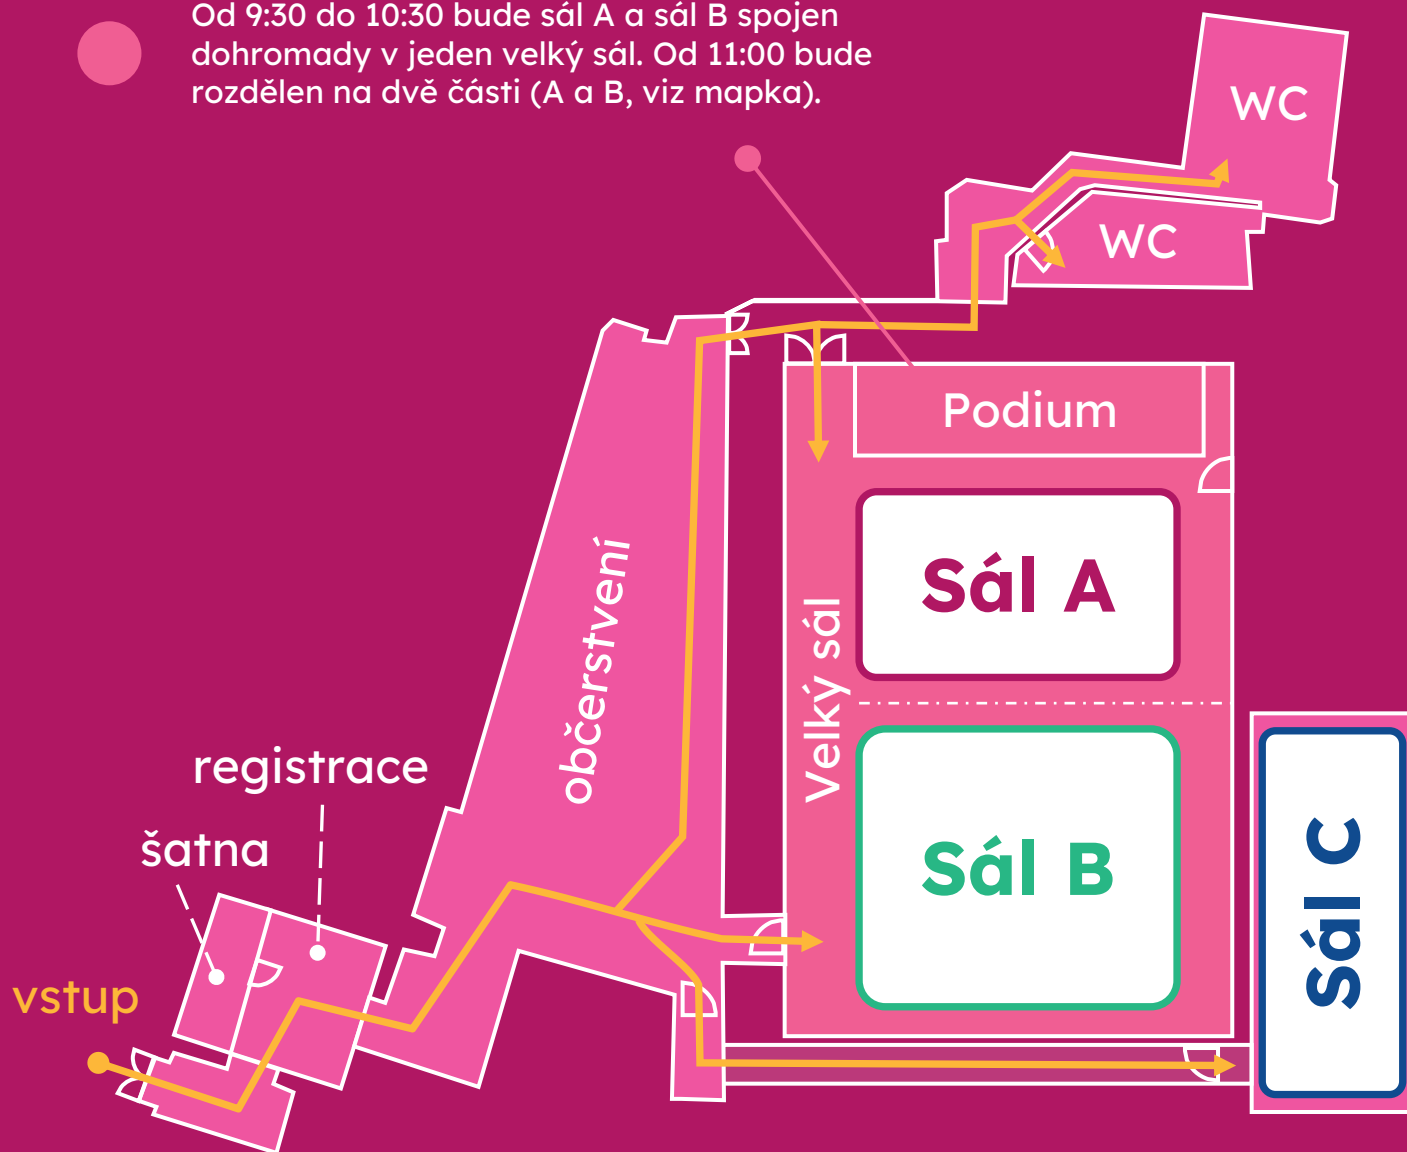 Od 9:30 do 10:30 bude sál A a sál B spojen
dohromady v jeden velký sál. Od 11:00 bude
rozdělen na dvě části (A a B, viz mapka).
WC
WC
Podium
Sál A
Velký sál
občerstvení
Sál B
Sál C
registrace
šatna
vstup